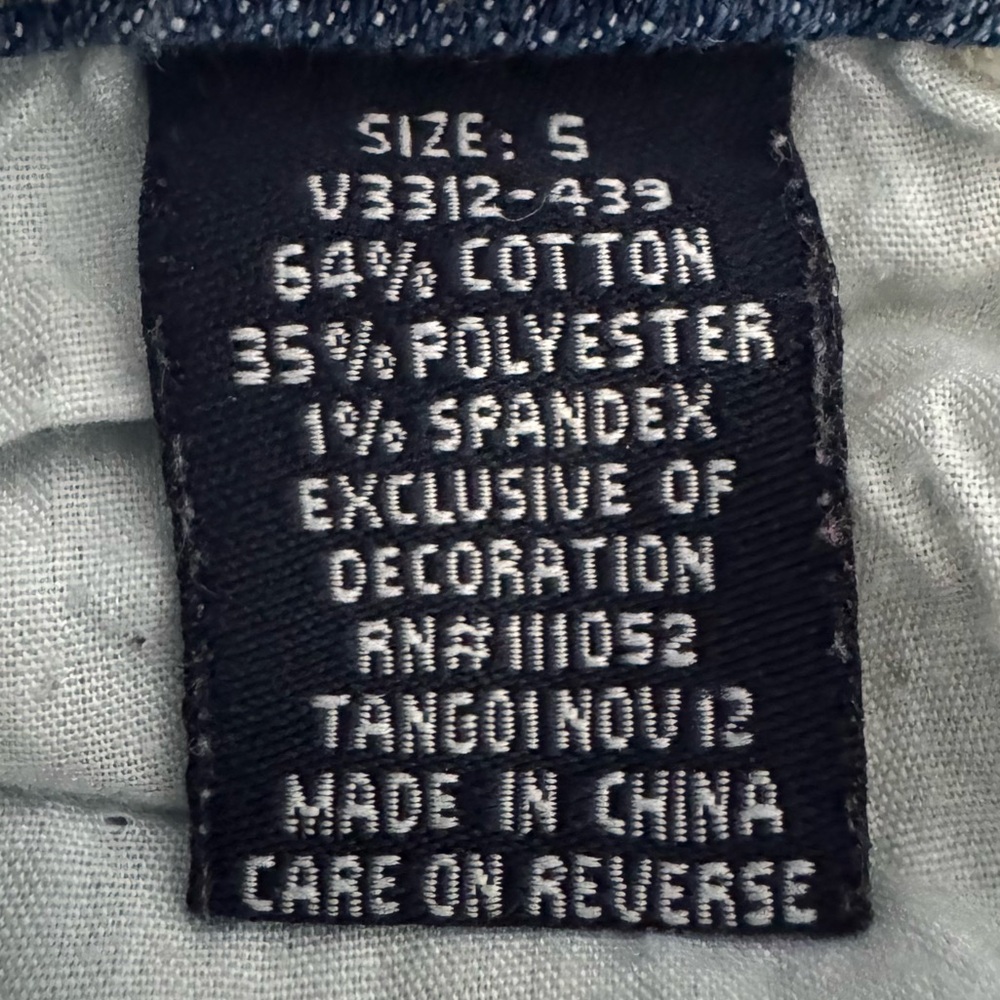 SIZE: S
V3312-439
64% COTTON
35% POLYESTER
1% SPANDEX
EXCLUSIVE OF
DECORATION
RN#111052
TANG01NOV12
MADE IN CHINA
CARE ON REVERSE